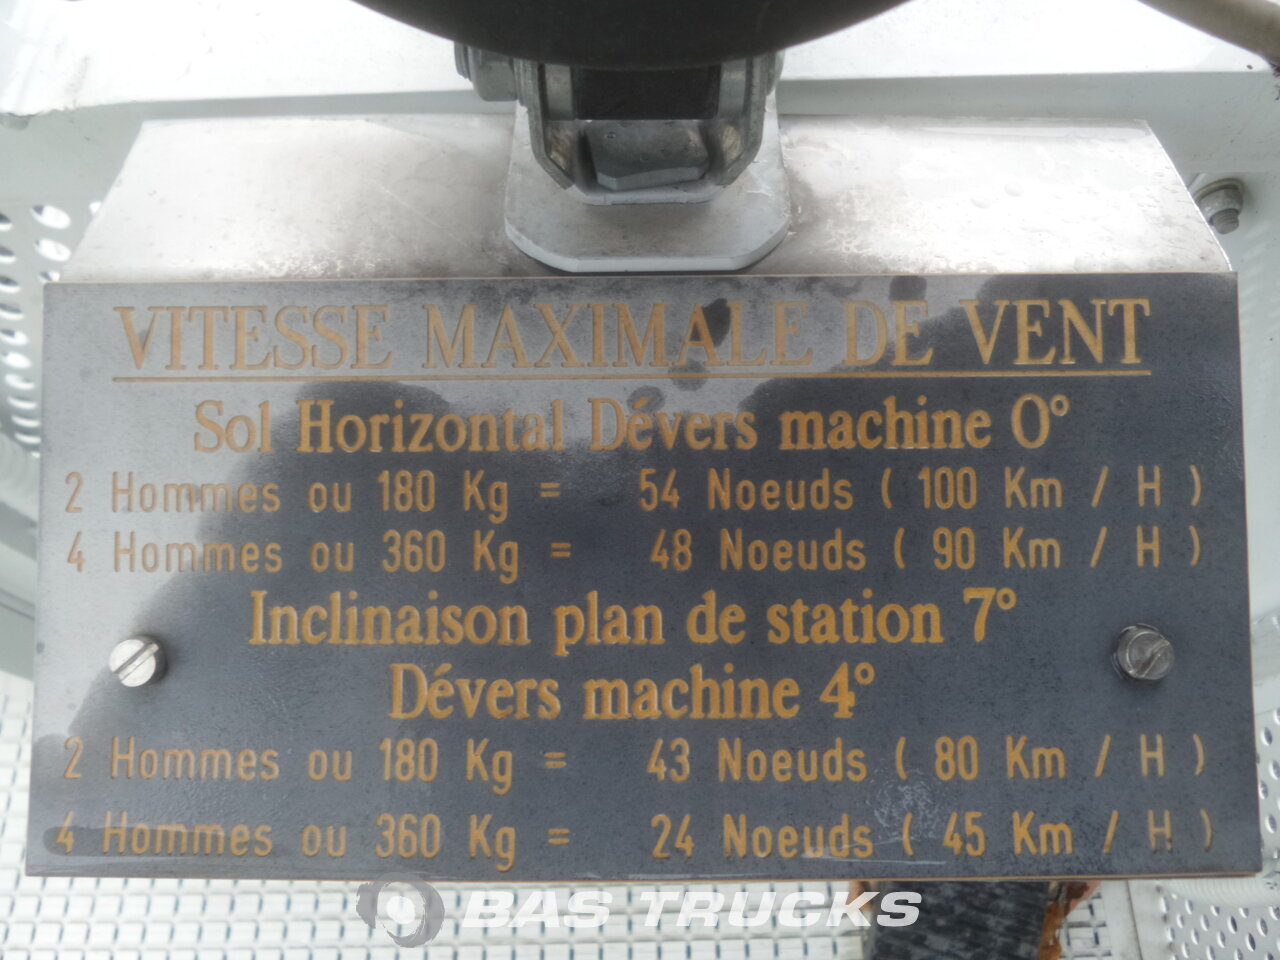 VITESSE MAXIMALE DE VENT
Sol Horizontal Dévers machine 0°
2 Hommes ou 180 Kg = 54 Noeuds ( 100 Km / H )
4 Hommes ou 360 Kg = 48 Noeuds ( 90 Km / H )
Inclinaison plan de station 7°
Dévers machine 4°
2 Hommes ou 180 Kg = 43 Noeuds ( 80 Km / H )
4 Hommes ou 360 Kg = 24 Noeuds ( 45 Km / H )
BAS TRUCKS